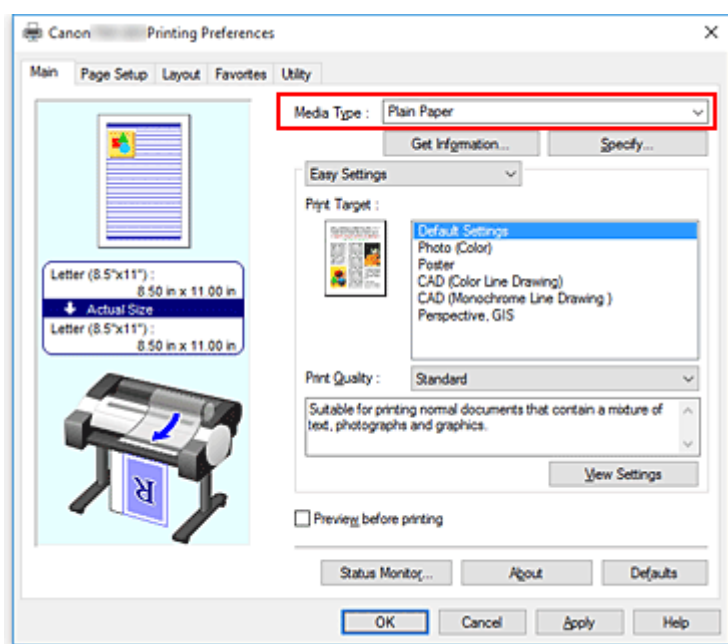 Canon Printing Preferences
Main Page Setup Layout Favorites Utility
Media Type : Plain Paper
Get Information... Specify...
Easy Settings
Print Target :
Default Settings
Photo (Color)
Poster
CAD (Color Line Drawing)
CAD (Monochrome Line Drawing )
Perspective, GIS
Letter (8.5"x11") :
8.50 in x 11.00 in
Actual Size
Letter (8.5"x11") :
8.50 in x 11.00 in
R
Print Quality : Standard
Suitable for printing normal documents that contain a mixture of
text, photographs and graphics.
View Settings
Preview before printing
Status Monitor... About Defaults
OK Cancel Apply Help